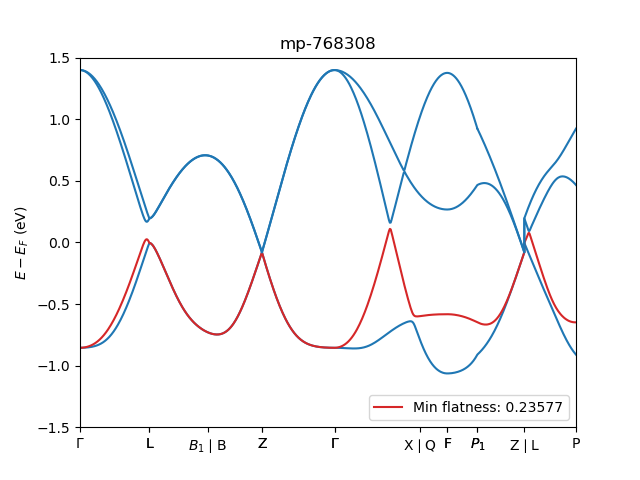 mp-768308
E − E_F (eV)
1.5
1.0
0.5
0.0
−0.5
−1.0
−1.5
Min flatness: 0.23577
Γ L B₁ | B Z Γ X | Q F P₁ Z | L P